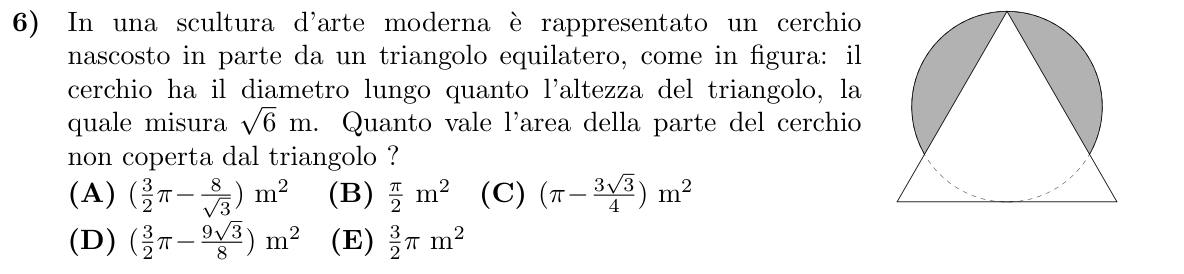 6) In una scultura d'arte moderna è rappresentato un cerchio
nascosto in parte da un triangolo equilatero, come in figura: il
cerchio ha il diametro lungo quanto l'altezza del triangolo, la
quale misura √6 m. Quanto vale l'area della parte del cerchio
non coperta dal triangolo ?
(A) (3/2 π − 8/√3) m² (B) π/2 m² (C) (π − 3√3/4) m²
(D) (3/2 π − 9√3/8) m² (E) 3/2 π m²